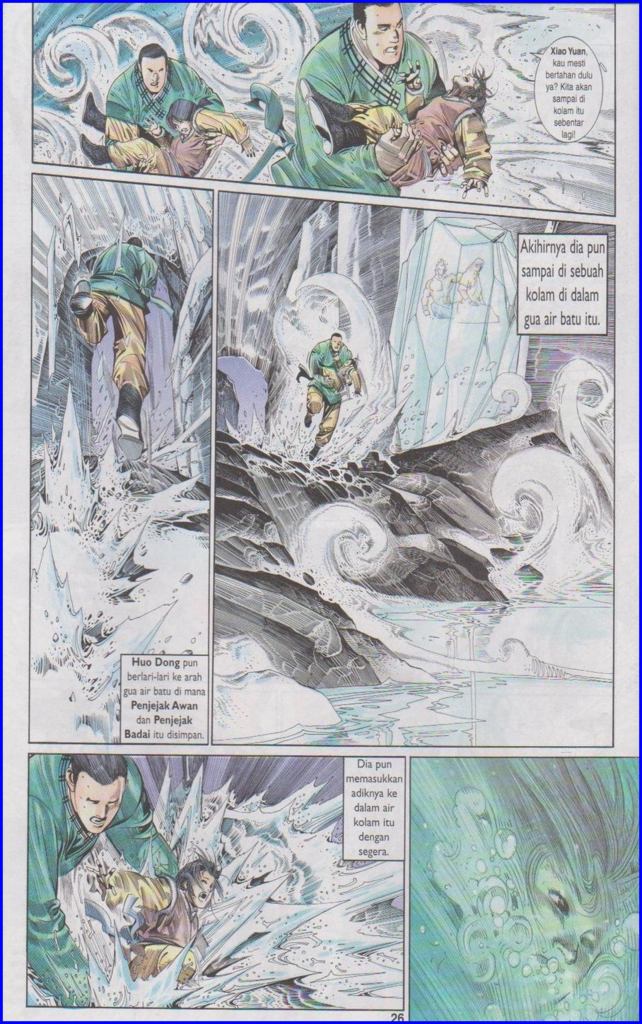 Xiao Yuan,
kau mesti
bertahan dulu
ya? Kita akan
sampai di
kolam itu
sebentar
lagi!
Akihirnya dia pun
sampai di sebuah
kolam di dalam
gua air batu itu.
Huo Dong pun
berlari-lari ke arah
gua air batu di mana
Penjejak Awan
dan Penjejak
Badai itu disimpan.
Dia pun
memasukkan
adiknya ke
dalam air
kolam itu
dengan
segera.
26